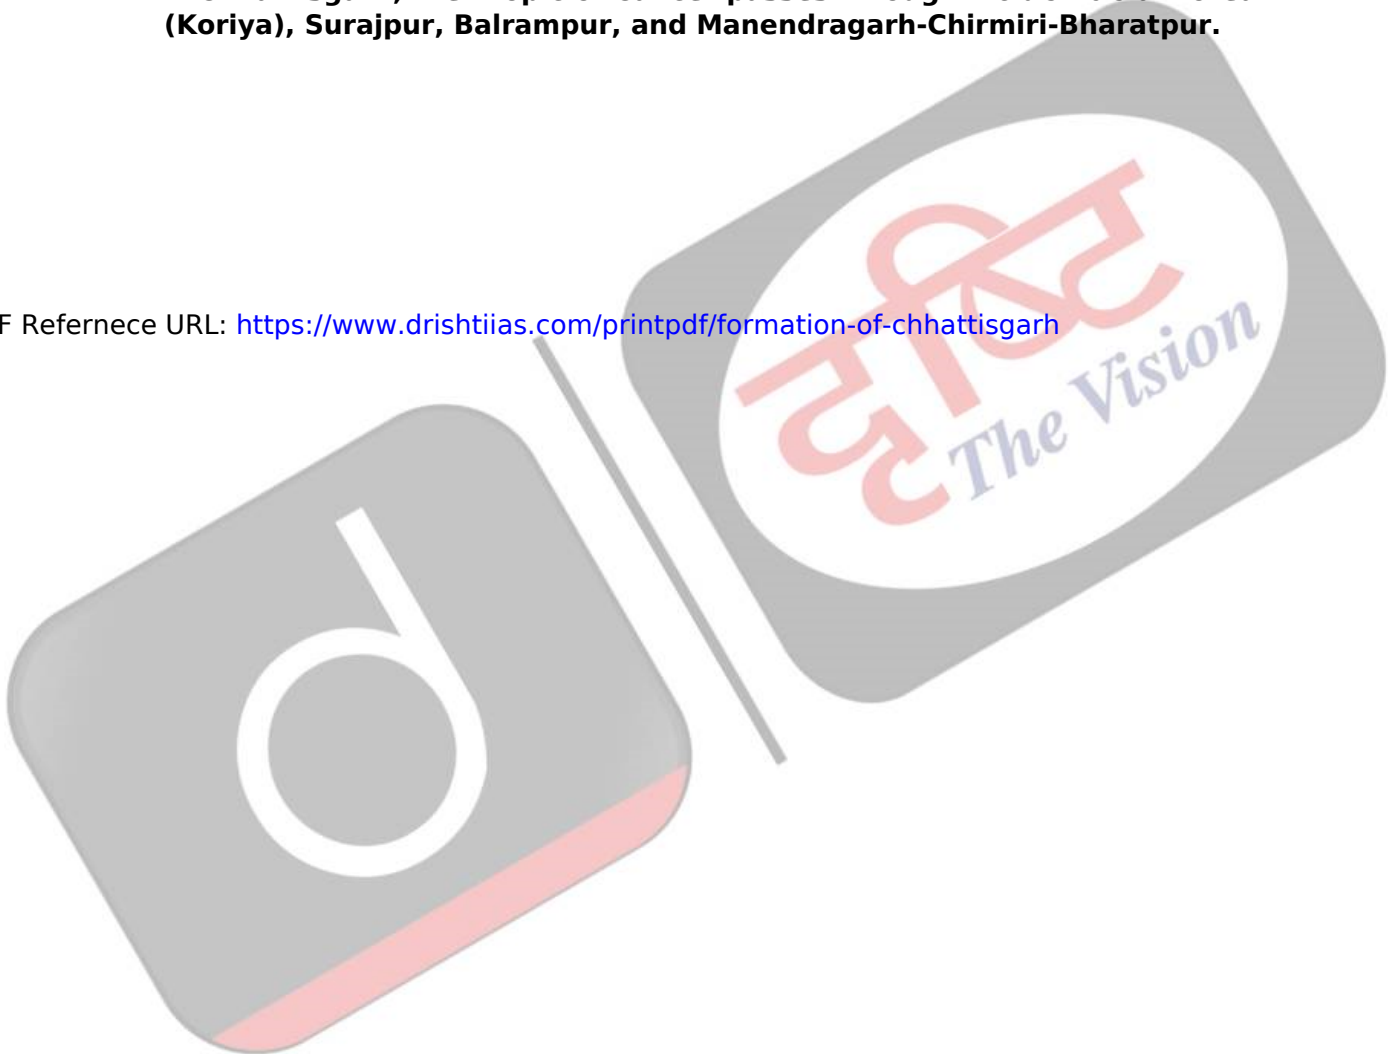 (Koriya), Surajpur, Balrampur, and Manendragarh-Chirmiri-Bharatpur.
F Refernece URL: https://www.drishtiias.com/printpdf/formation-of-chhattisgarh
दृष्टि
The Vision
d